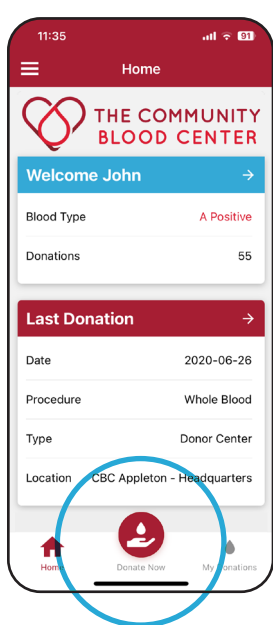 11:35 91
Home
THE COMMUNITY
BLOOD CENTER
Welcome John
Blood Type A Positive
Donations 55
Last Donation
Date 2020-06-26
Procedure Whole Blood
Type Donor Center
Location CBC Appleton - Headquarters
Home Donate Now My Donations